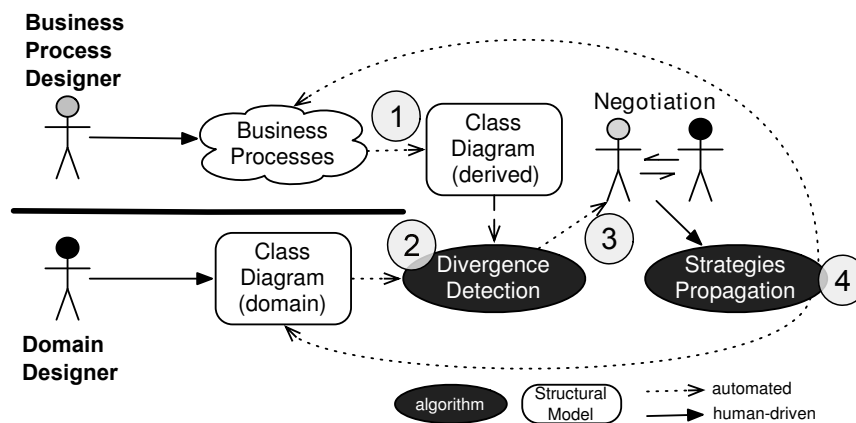 Business
Process
Designer
Business
Processes
1
Class
Diagram
(derived)
Negotiation
Domain
Designer
Class
Diagram
(domain)
2
Divergence
Detection
3
Strategies
Propagation
4
algorithm
Structural
Model
automated
human-driven